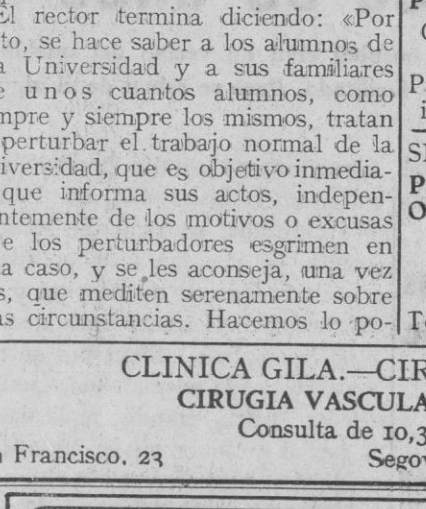 El rector termina diciendo: «Por
to, se hace saber a los alumnos de
a Universidad y a sus familiares
e unos cuantos alumnos, como
mpre y siempre los mismos, tratan
perturbar el trabajo normal de la
iversidad, que es objetivo inmedia-
que informa sus actos, indepen-
ntemente de los motivos o excusas
e los perturbadores esgrimen en
a caso, y se les aconseja, una vez
s, que mediten serenamente sobre
as circunstancias. Hacemos lo po-
CLINICA GILA.—CIR
CIRUGIA VASCULA
Consulta de 10,3
n Francisco, 23 Segov